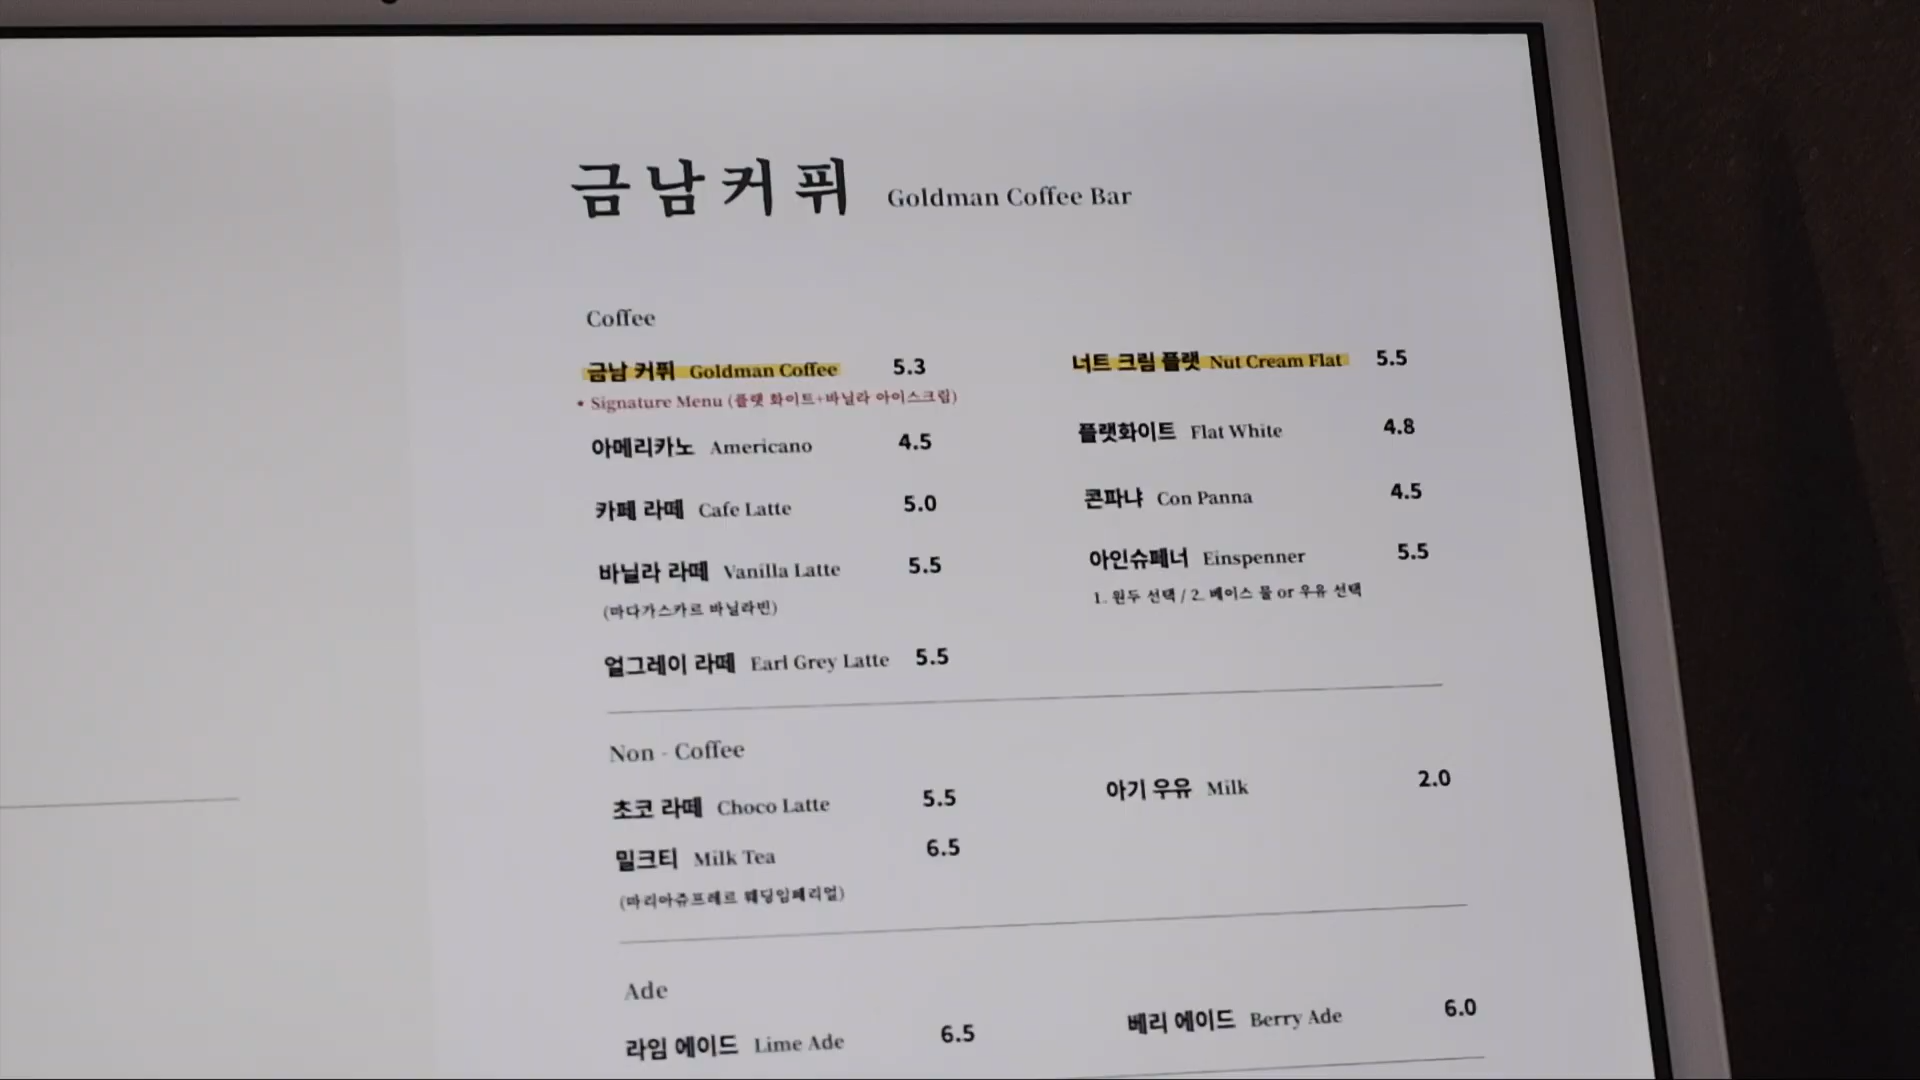 금남커퓌 Goldman Coffee Bar
Coffee
금남 커퓌 Goldman Coffee 5.3
• Signature Menu (플랫 화이트+바닐라 아이스크림)
아메리카노 Americano 4.5
카페 라떼 Cafe Latte 5.0
바닐라 라떼 Vanilla Latte 5.5
(마다가스카르 바닐라빈)
얼그레이 라떼 Earl Grey Latte 5.5
너트 크림 플랫 Nut Cream Flat 5.5
플랫화이트 Flat White 4.8
콘파냐 Con Panna 4.5
아인슈페너 Einspenner 5.5
1. 원두 선택 / 2. 베이스 물 or 우유 선택
Non - Coffee
초코 라떼 Choco Latte 5.5
밀크티 Milk Tea 6.5
(마리아쥬프레르 웨딩임페리얼)
아기 우유 Milk 2.0
Ade
라임 에이드 Lime Ade 6.5
베리 에이드 Berry Ade 6.0